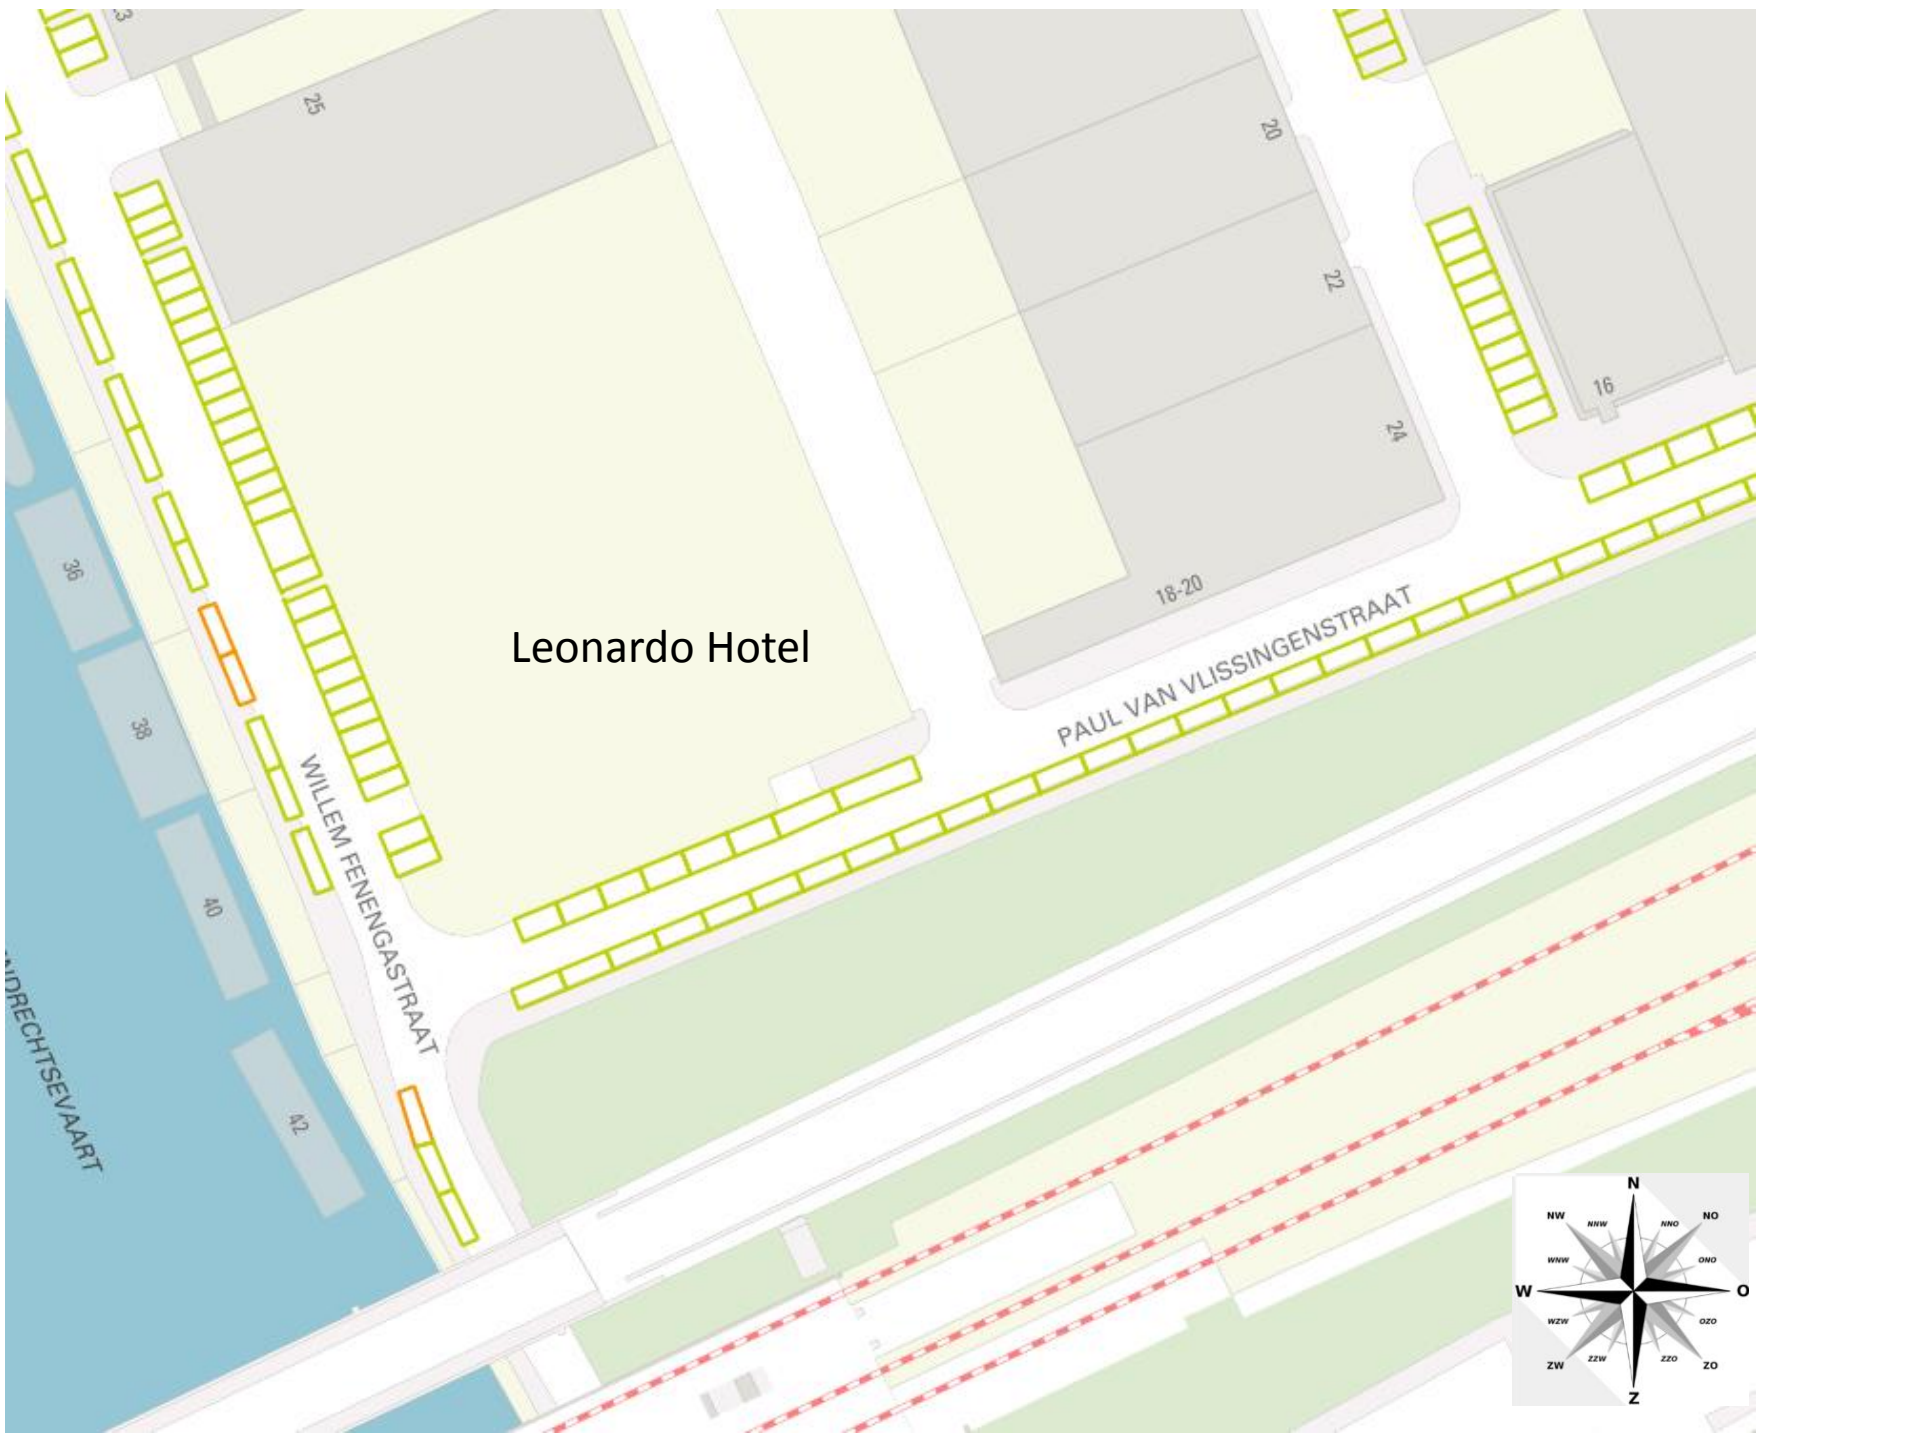 25
20
22
24
16
18-20
36
38
40
42
Leonardo Hotel
PAUL VAN VLISSINGENSTRAAT
WILLEM FENENGASTRAAT
NDRECHTSEVAART
N
NNO
NO
ONO
O
OZO
ZO
ZZO
Z
ZZW
ZW
WZW
W
WNW
NW
NNW